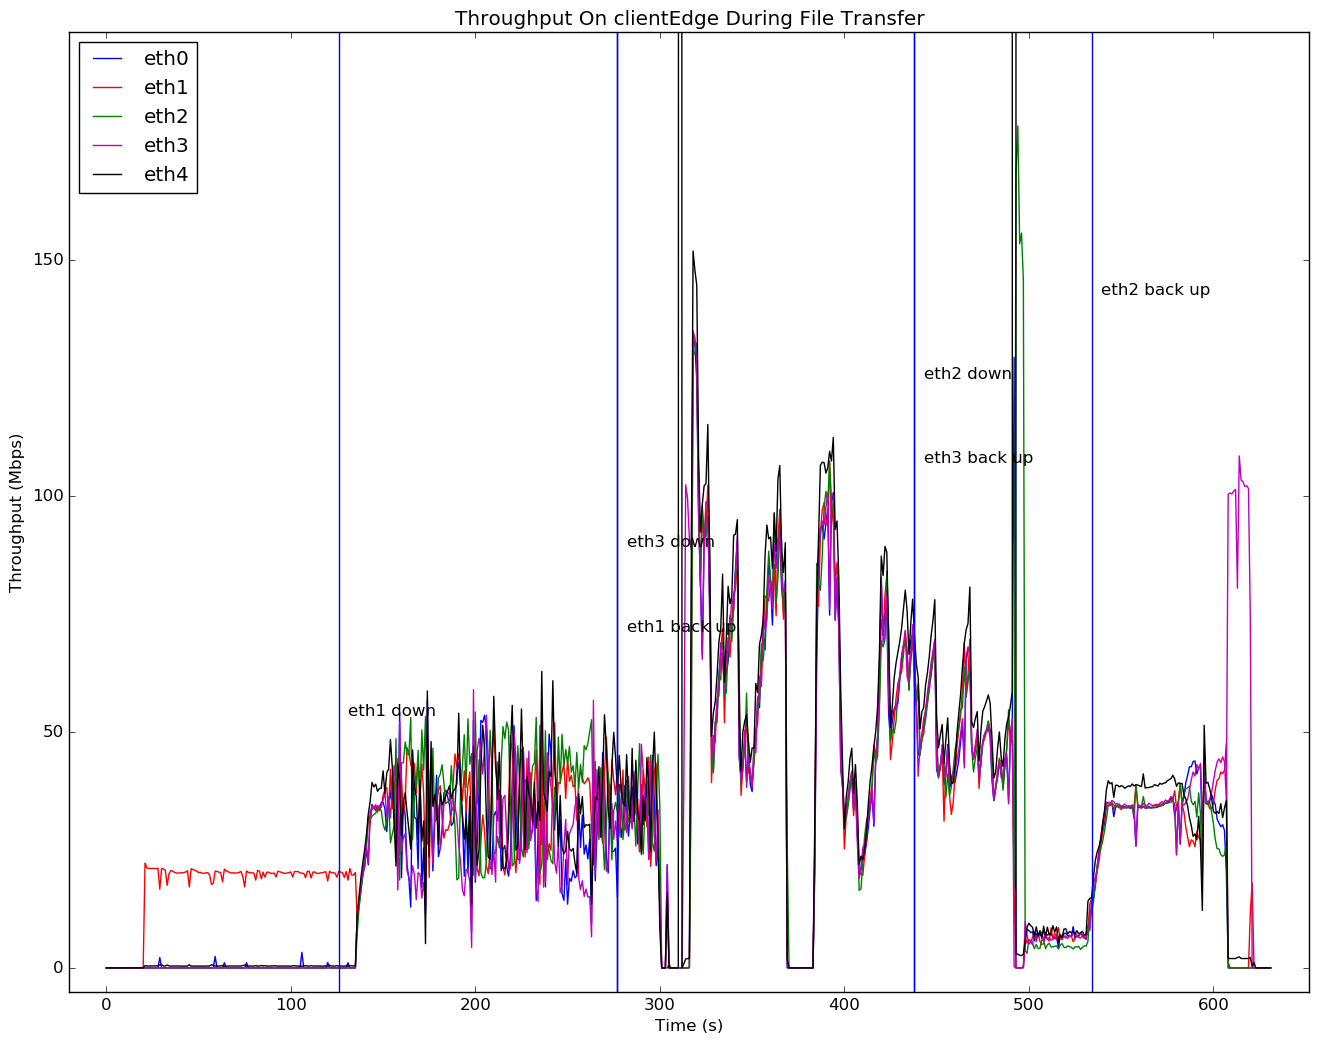 Throughput On clientEdge During File Transfer
eth0
eth1
eth2
eth3
eth4
150
100
50
0
Throughput (Mbps)
eth2 back up
eth2 down
eth3 back up
eth3 down
eth1 back up
eth1 down
0
100
200
300
400
500
600
Time (s)